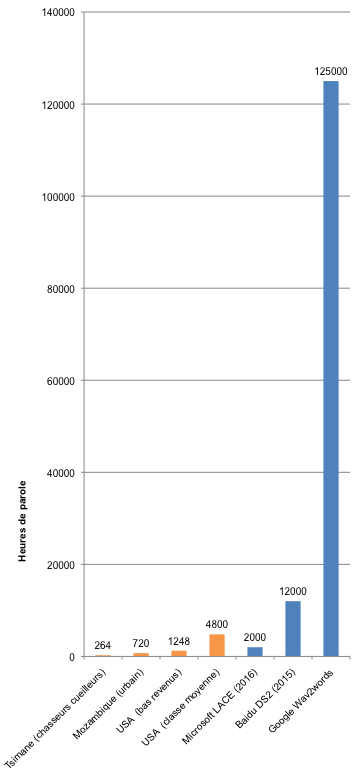 140000
120000
100000
80000
60000
40000
20000
0
Heures de parole
264
720
1248
4800
2000
12000
125000
Tsimane (chasseurs cueilleurs)
Mozambique (urbain)
USA (bas revenus)
USA (classe moyenne)
Microsoft LACE (2016)
Baidu DS2 (2015)
Google Wav2words